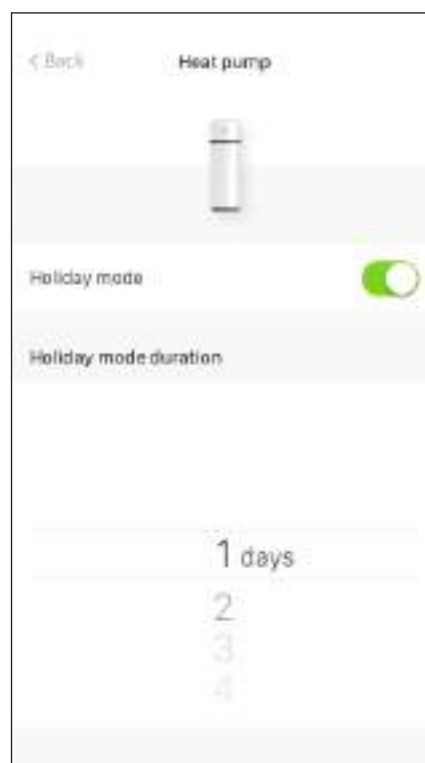 < Back
Heat pump
Holiday mode
Holiday mode duration
1 days
2
3
4